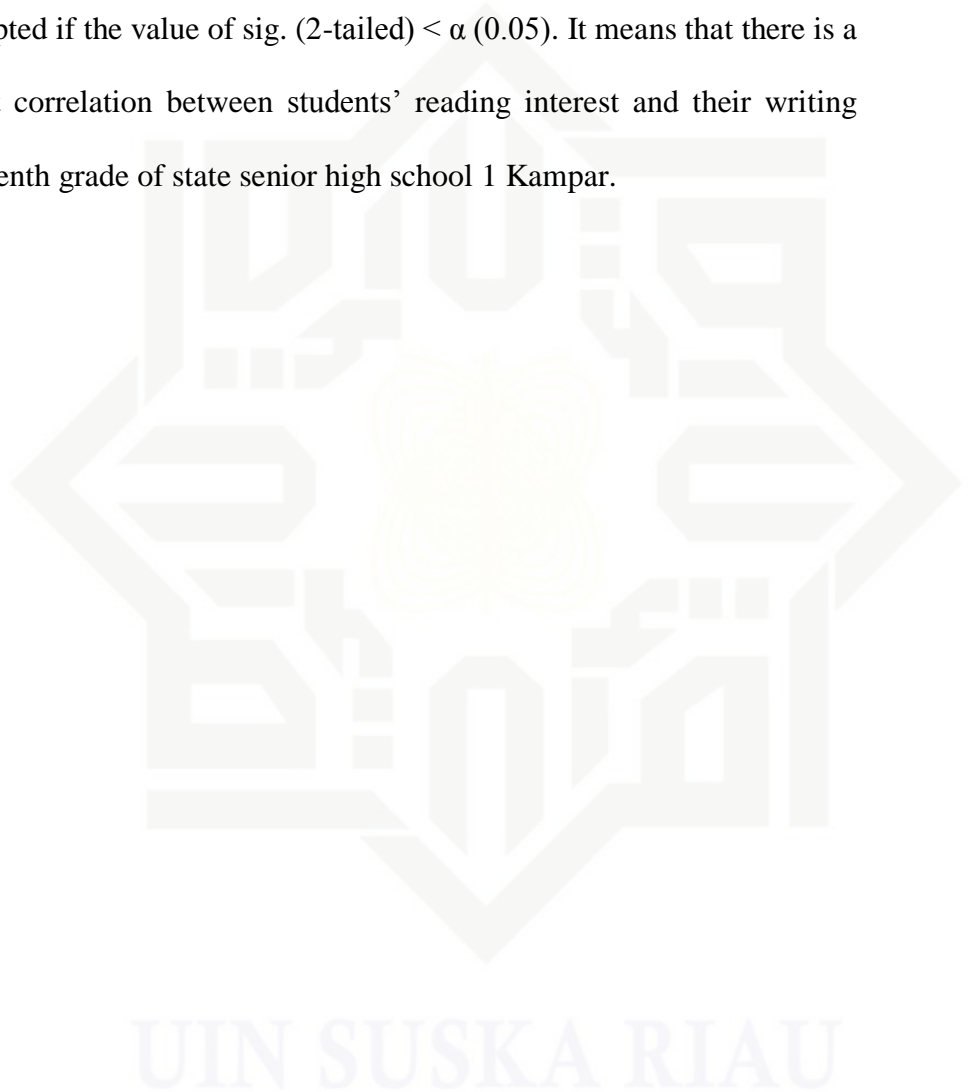 pted if the value of sig. (2-tailed) < α (0.05). It means that there is a
correlation between students’ reading interest and their writing
enth grade of state senior high school 1 Kampar.
UIN SUSKA RIAU